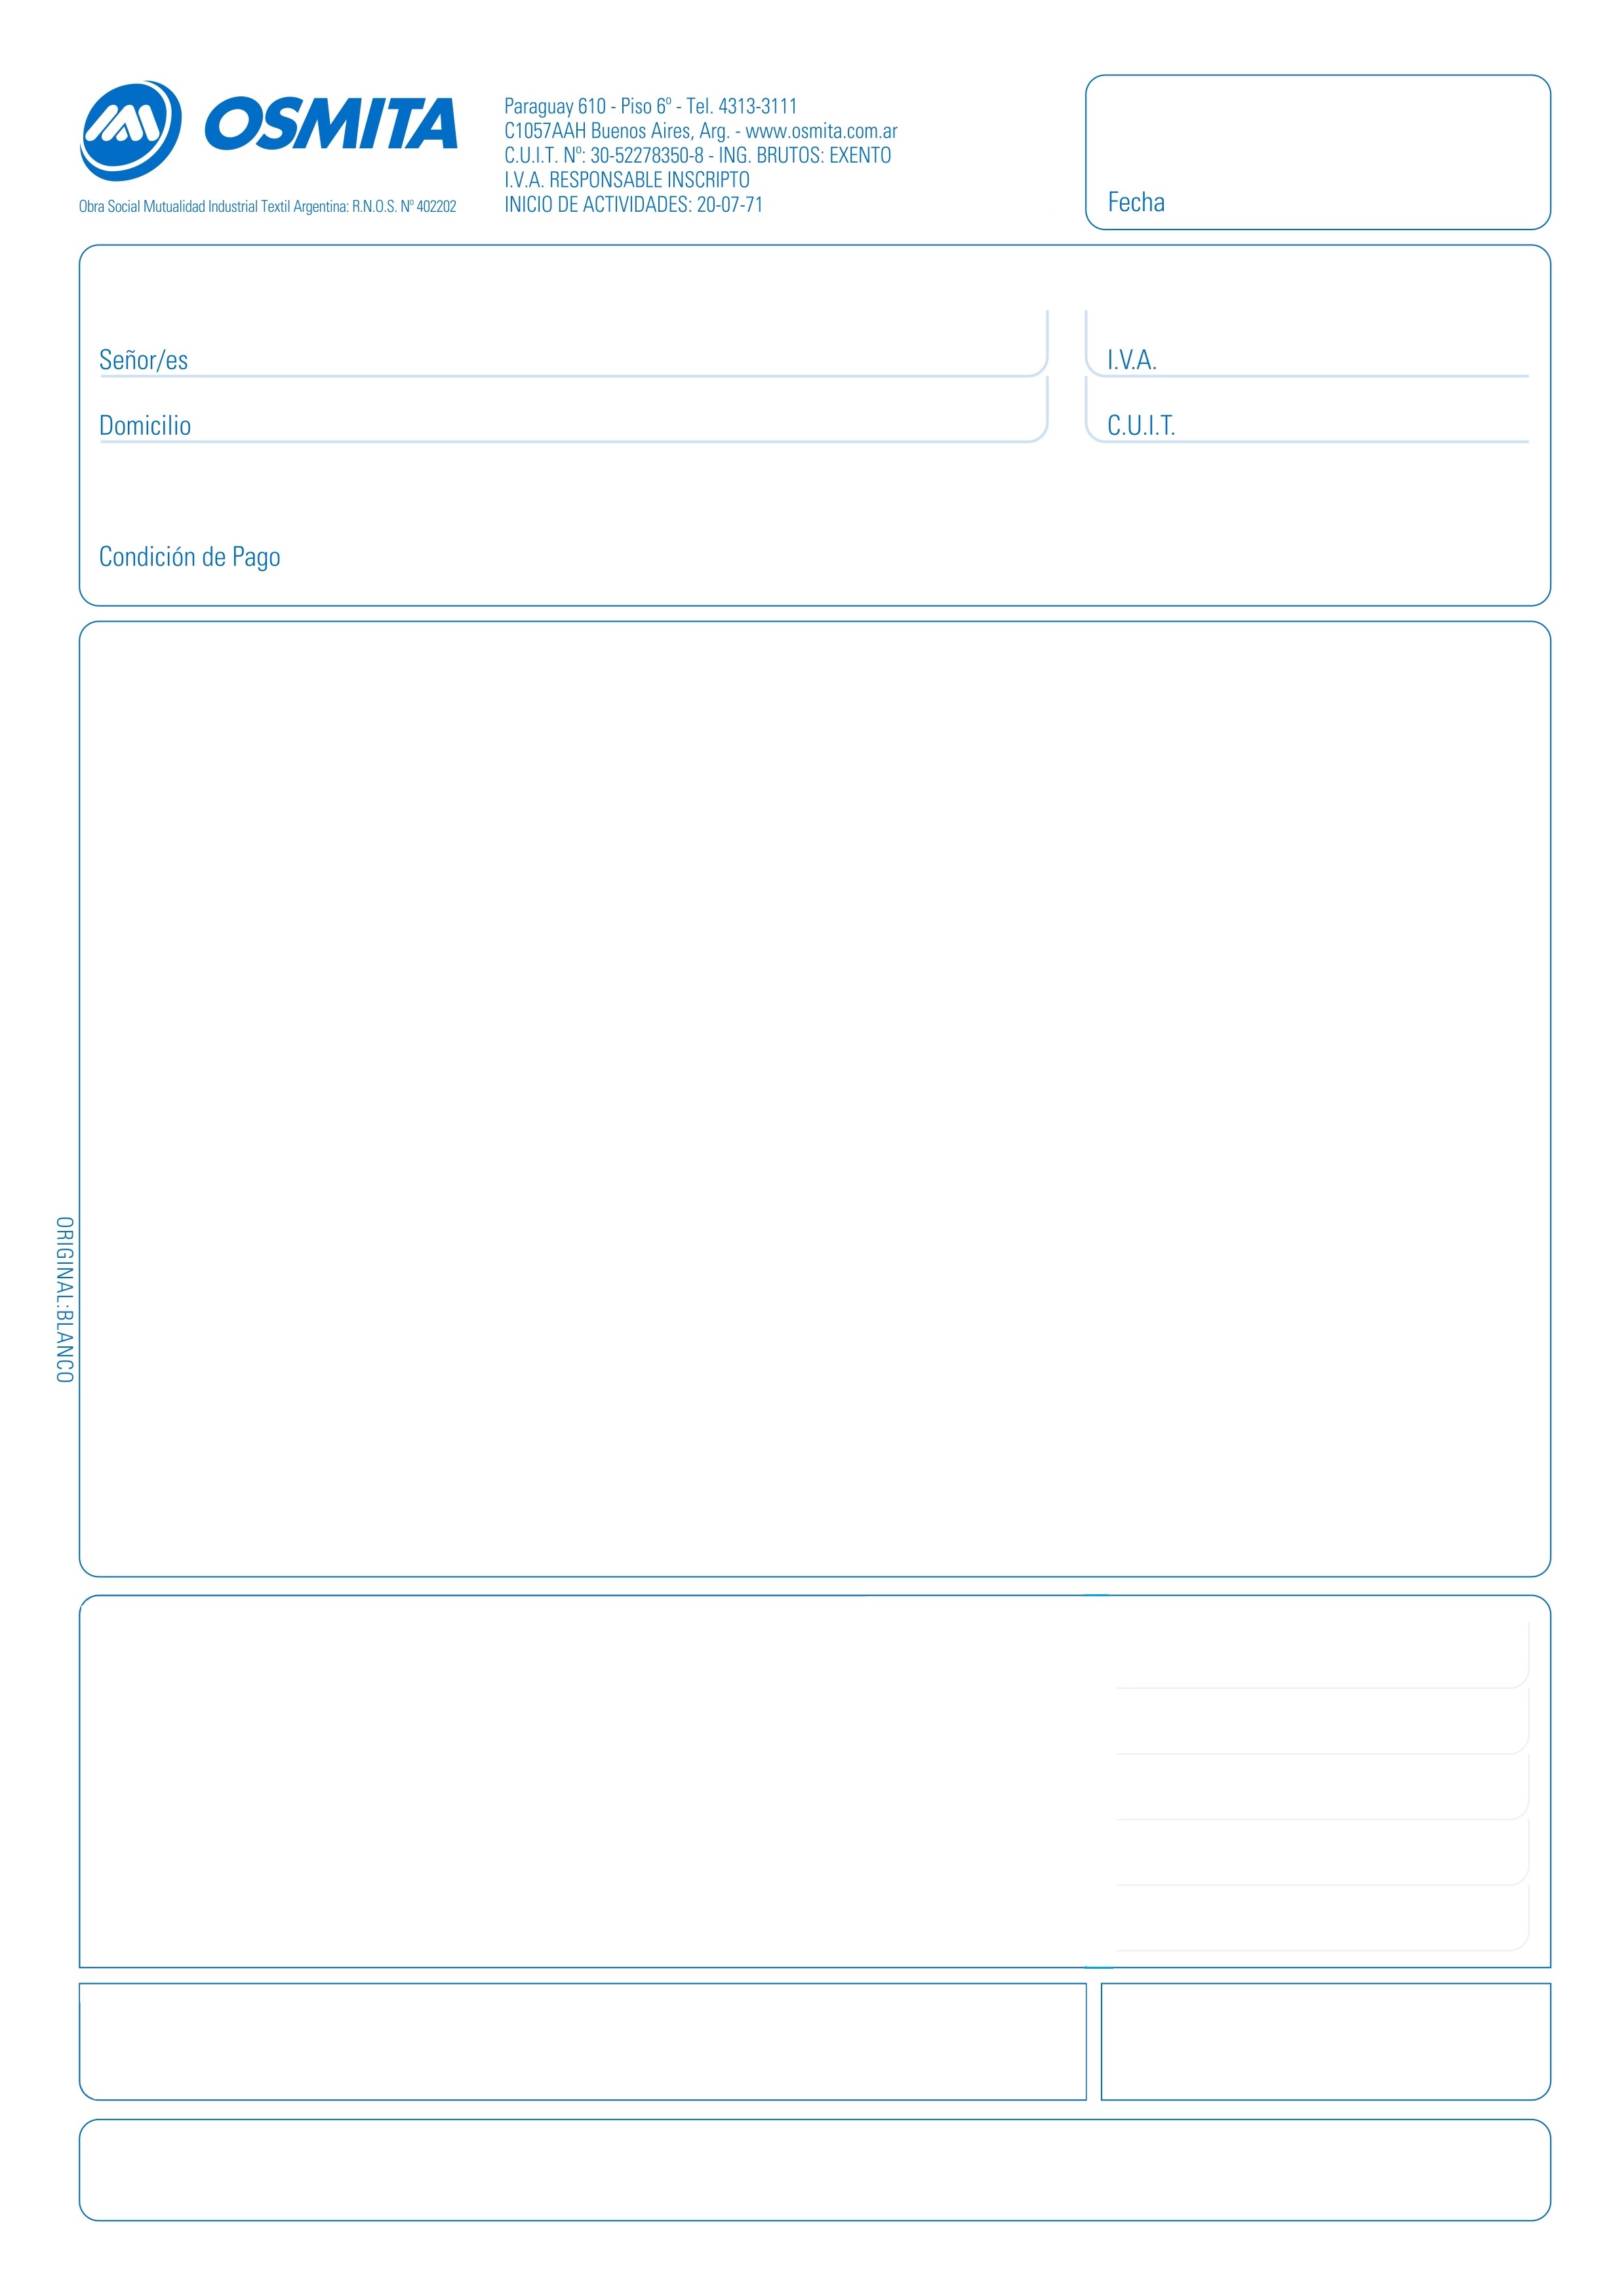 OSMITA
Obra Social Mutualidad Industrial Textil Argentina: R.N.O.S. Nº 402202
Paraguay 610 - Piso 6º - Tel. 4313-3111
C1057AAH Buenos Aires, Arg. - www.osmita.com.ar
C.U.I.T. Nº: 30-52278350-8 - ING. BRUTOS: EXENTO
I.V.A. RESPONSABLE INSCRIPTO
INICIO DE ACTIVIDADES: 20-07-71
Fecha
Señor/es
I.V.A.
Domicilio
C.U.I.T.
Condición de Pago
ORIGINAL:BLANCO